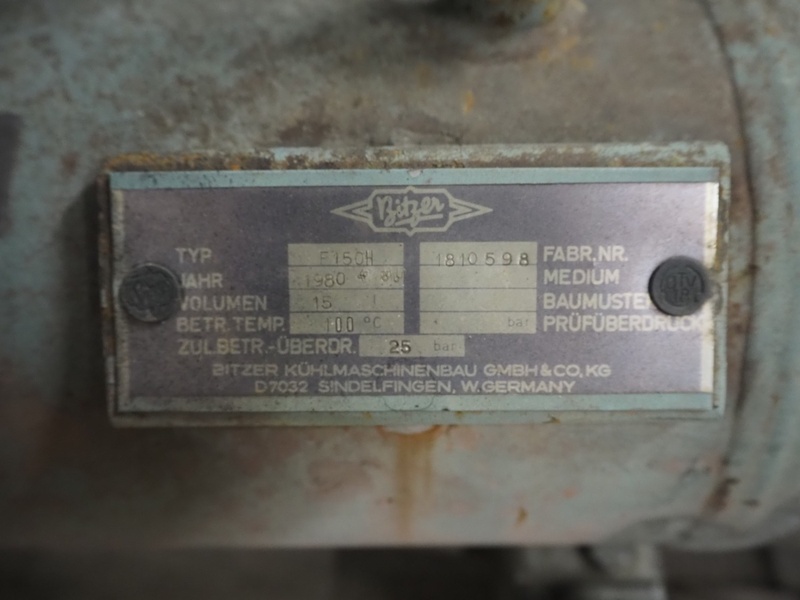 Bitzer
TYP. F150H 1810598 FABR.NR.
JAHR 1980 MEDIUM
VOLUMEN 15 l BAUMUSTER
BETR.TEMP. 100 °C bar PRÜFÜBERDRUCK
ZUL.BETR.-ÜBERDR. 25 bar
BITZER KÜHLMASCHINENBAU GMBH & CO, KG
D7032 SINDELFINGEN, W. GERMANY